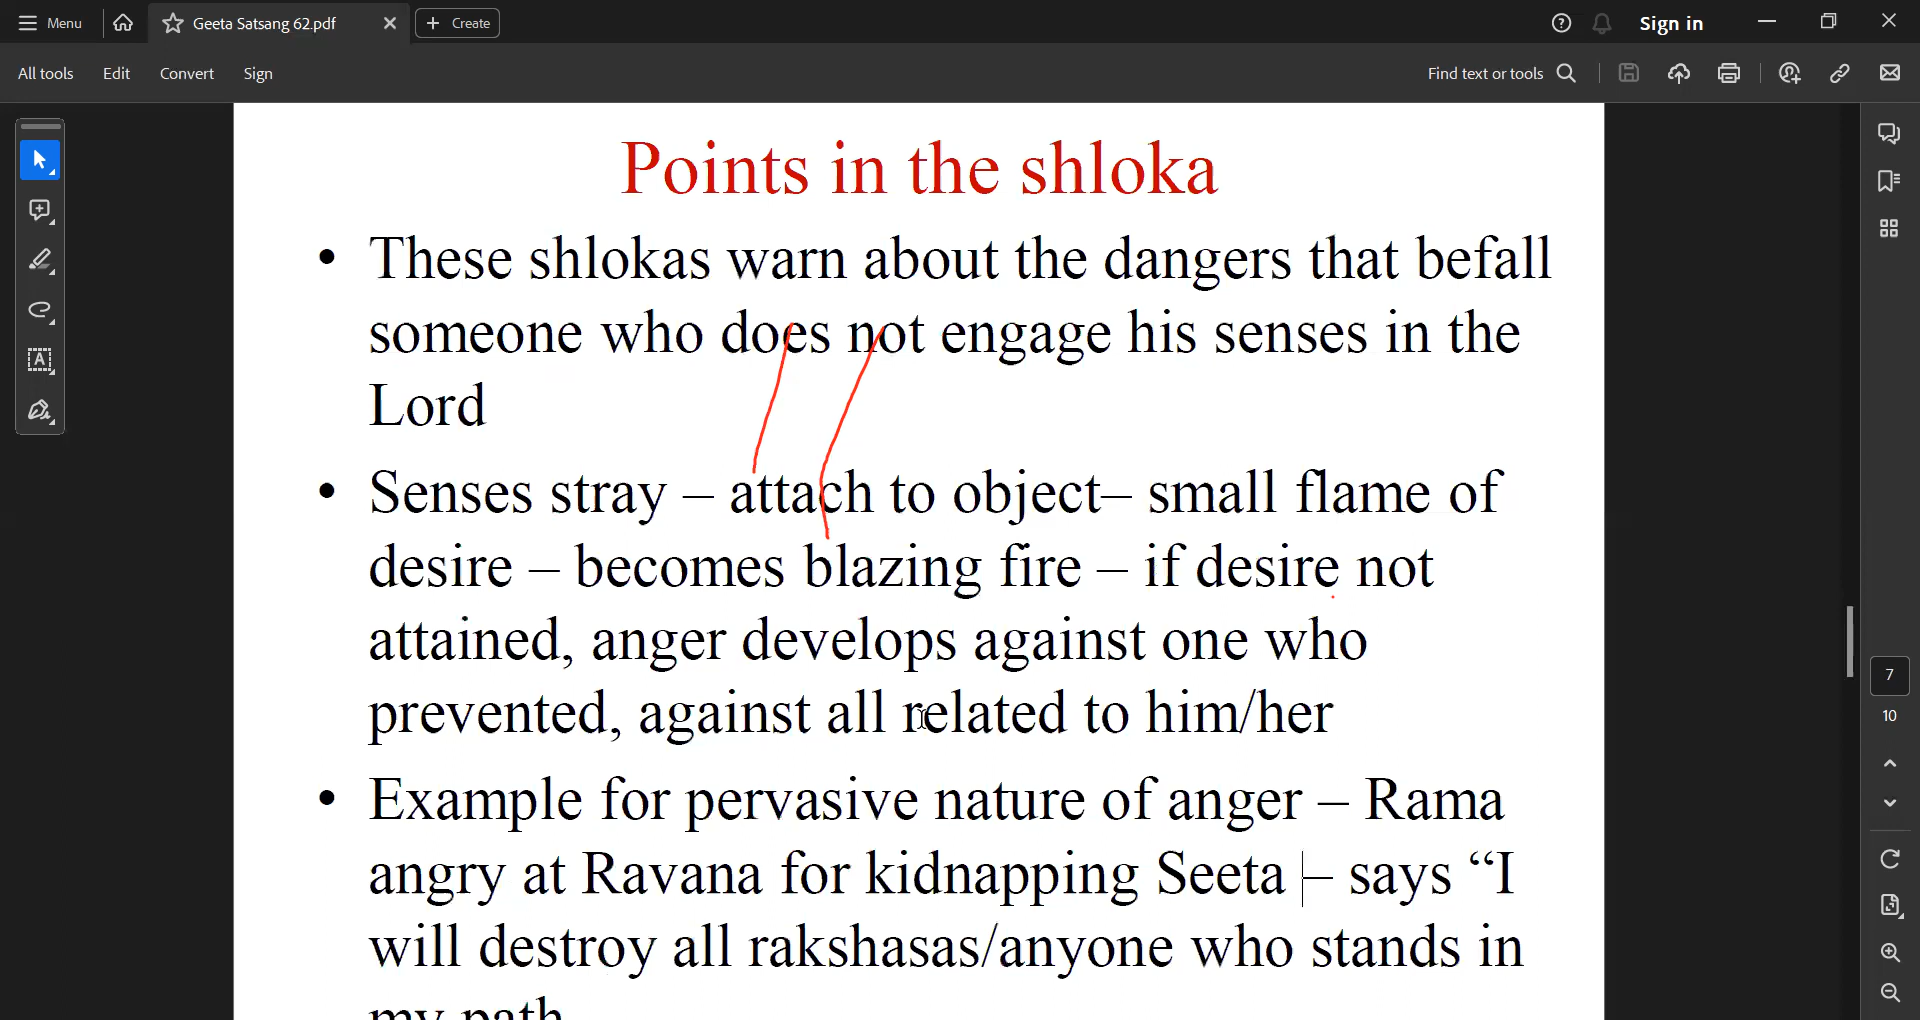 Menu
Geeta Satsang 62.pdf
Create
Sign in
All tools
Edit
Convert
Sign
Find text or tools
Points in the shloka
• These shlokas warn about the dangers that befall
someone who does not engage his senses in the
Lord
• Senses stray – attach to object– small flame of
desire – becomes blazing fire – if desire not
attained, anger develops against one who
prevented, against all related to him/her
• Example for pervasive nature of anger – Rama
angry at Ravana for kidnapping Seeta – says “I
will destroy all rakshasas/anyone who stands in
my path
7
10